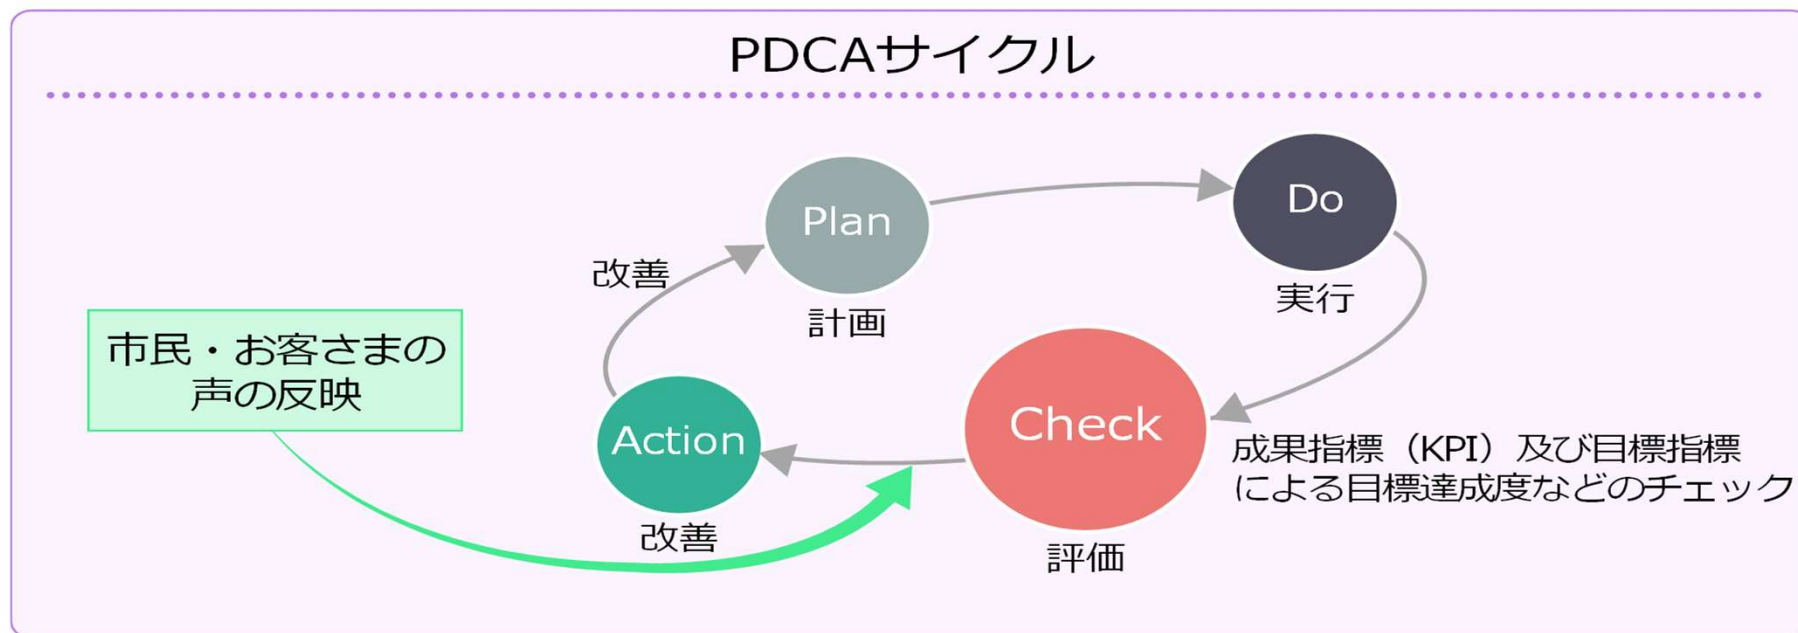 PDCAサイクル
Plan
計画
Do
実行
改善
市民・お客さまの
声の反映
Check
評価
成果指標（KPI）及び目標指標
による目標達成度などのチェック
Action
改善